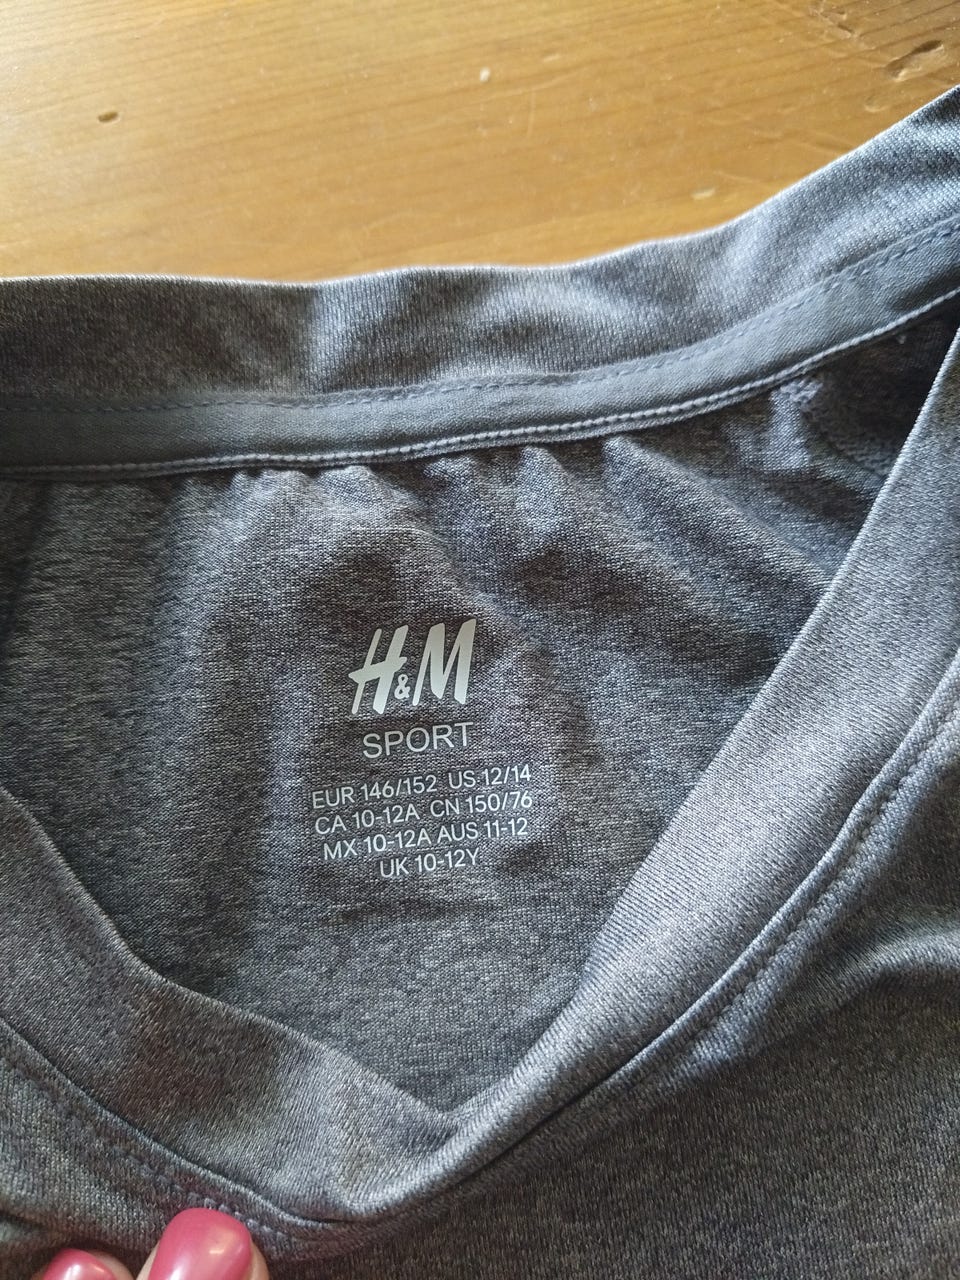 H&M
SPORT
EUR 146/152 US 12/14
CA 10-12A CN 150/76
MX 10-12A AUS 11-12
UK 10-12Y